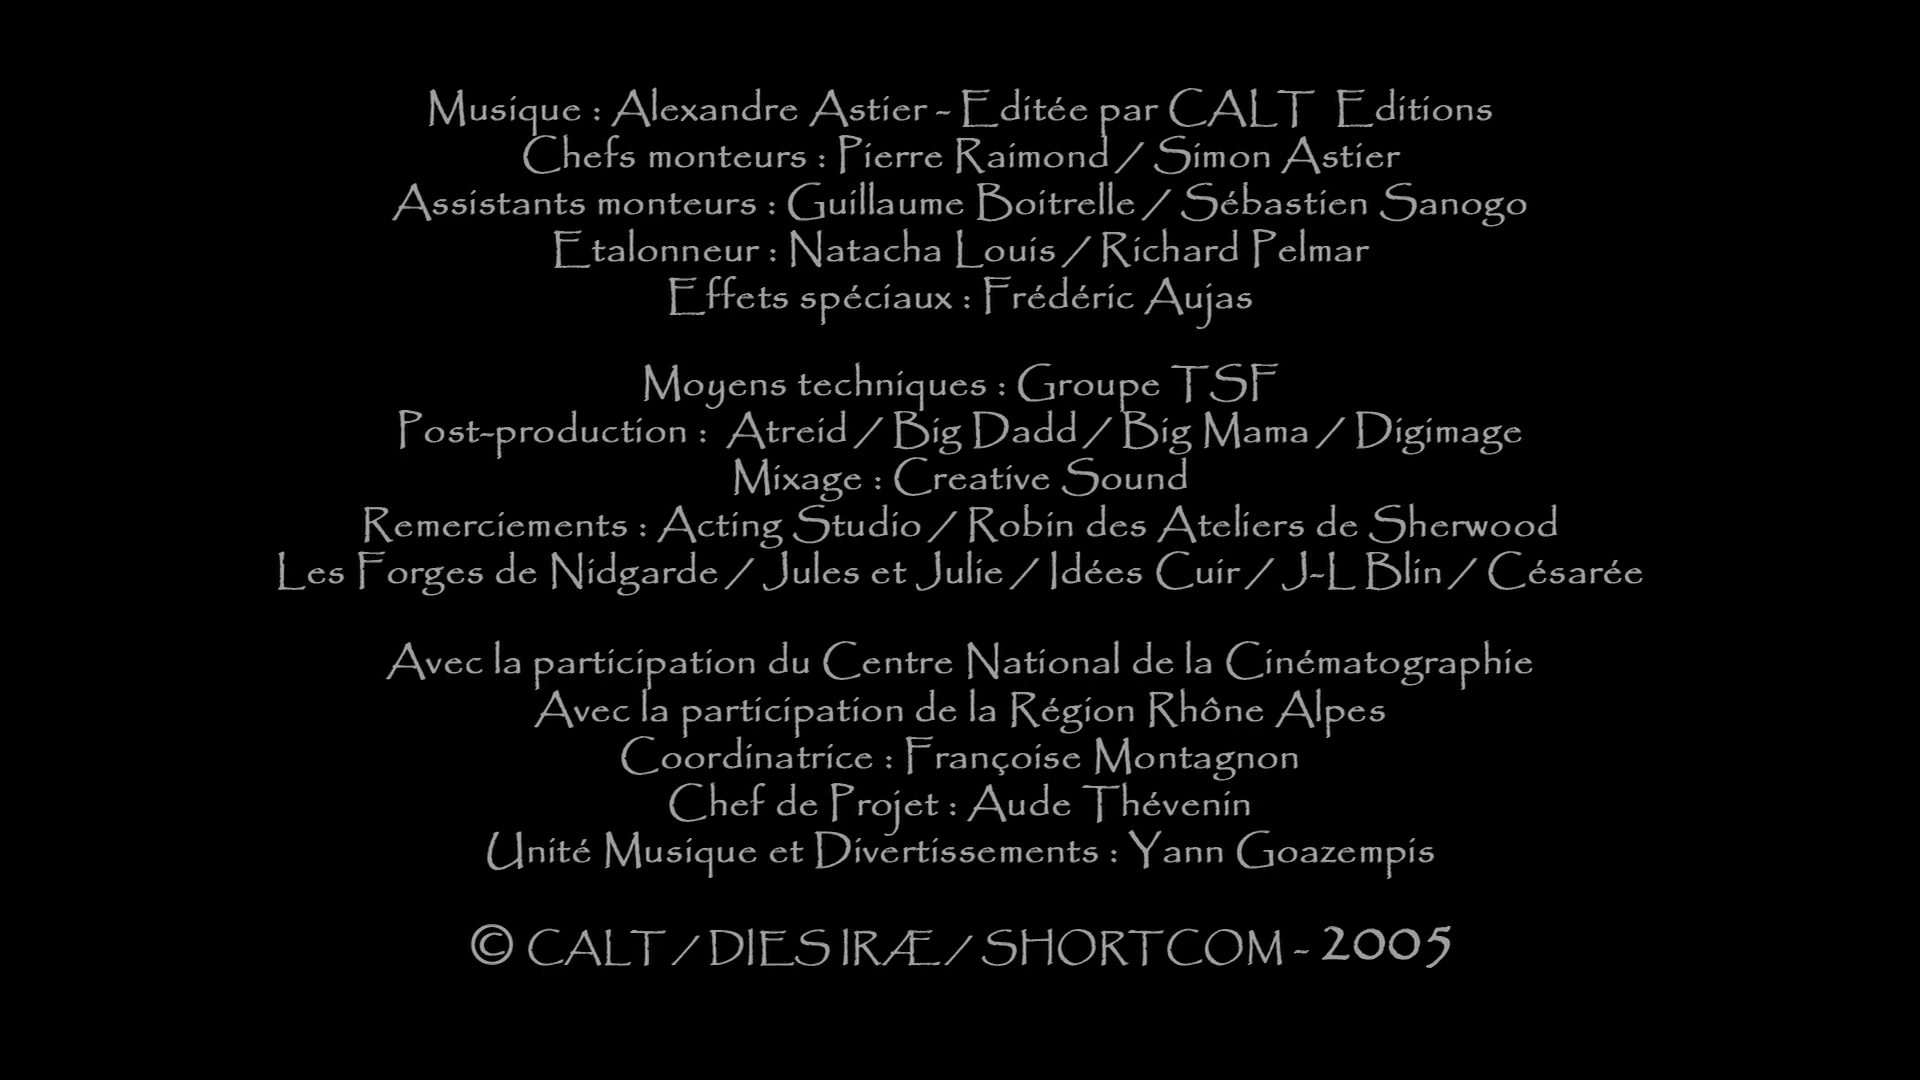 Musique : Alexandre Astier - Editée par CALT Editions
Chefs monteurs : Pierre Raimond / Simon Astier
Assistants monteurs : Guillaume Boitrelle / Sébastien Sanogo
Etalonneur : Natacha Louis / Richard Pelmar
Effets spéciaux : Frédéric Aujas
Moyens techniques : Groupe TSF
Post-production : Atreid / Big Dadd / Big Mama / Digimage
Mixage : Creative Sound
Remerciements : Acting Studio / Robin des Ateliers de Sherwood
Les Forges de Nidgarde / Jules et Julie / Idées Cuir / J-L Blin / Césarée
Avec la participation du Centre National de la Cinématographie
Avec la participation de la Région Rhône Alpes
Coordinatrice : Françoise Montagnon
Chef de Projet : Aude Thévenin
Unité Musique et Divertissements : Yann Goazempis
© CALT / DIES IRÆ / SHORTCOM - 2005